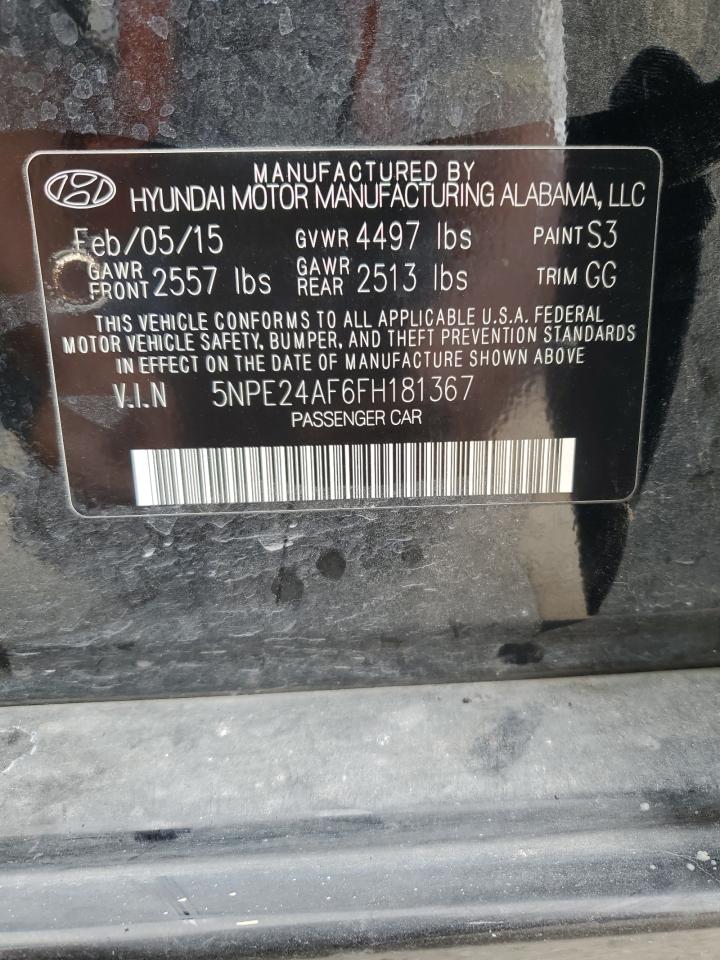 MANUFACTURED BY
HYUNDAI MOTOR MANUFACTURING ALABAMA, LLC
Feb/05/15 GVWR 4497 lbs PAINT S3
GAWR FRONT 2557 lbs GAWR REAR 2513 lbs TRIM GG
THIS VEHICLE CONFORMS TO ALL APPLICABLE U.S.A. FEDERAL
MOTOR VEHICLE SAFETY, BUMPER, AND THEFT PREVENTION STANDARDS
IN EFFECT ON THE DATE OF MANUFACTURE SHOWN ABOVE
V.I.N 5NPE24AF6FH181367
PASSENGER CAR